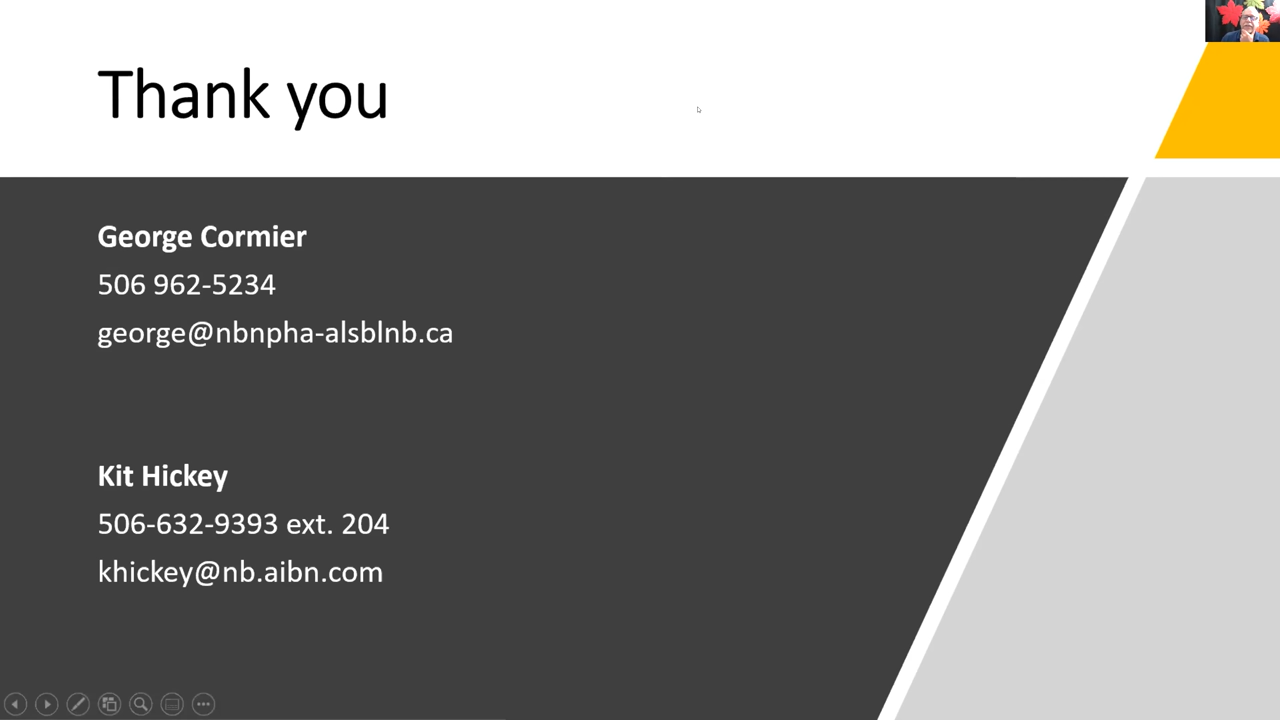 Thank you
George Cormier
506 962-5234
george@nbnpha-alsblnb.ca
Kit Hickey
506-632-9393 ext. 204
khickey@nb.aibn.com